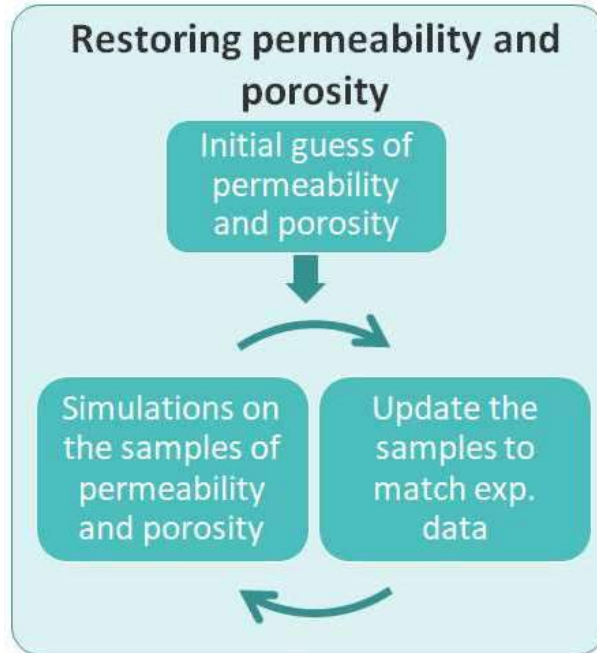 Restoring permeability and
porosity
Initial guess of
permeability
and porosity
Simulations on
the samples of
permeability
and porosity
Update the
samples to
match exp.
data